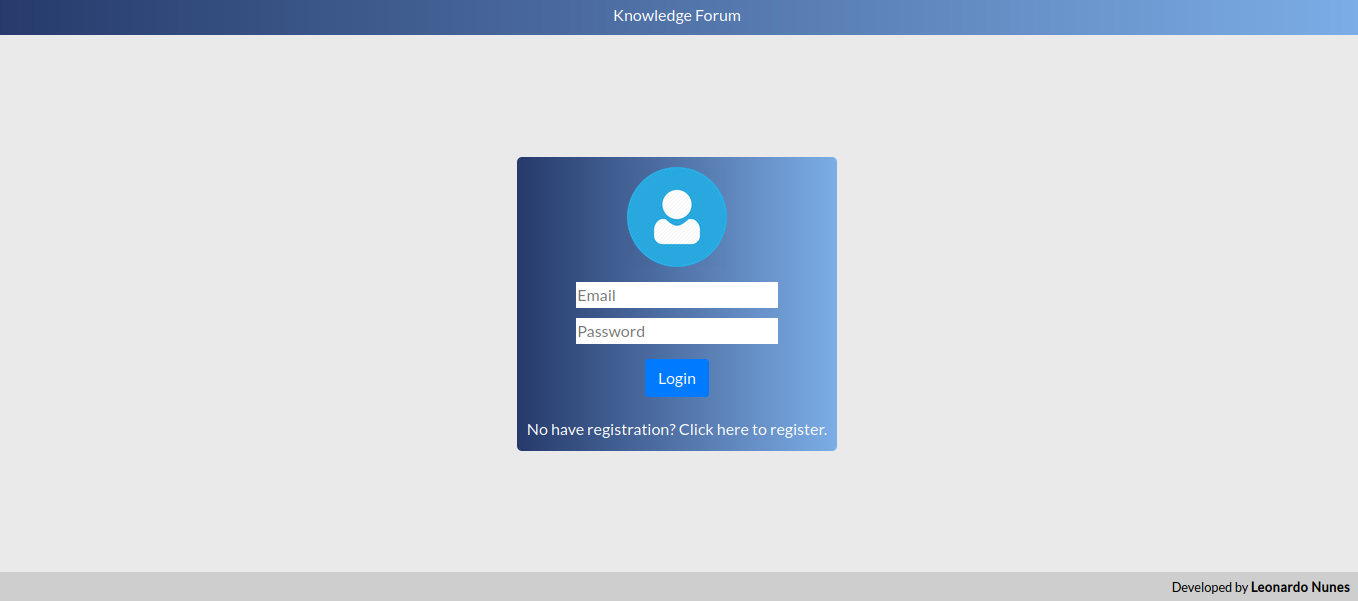 Knowledge Forum
Email
Password
Login
No have registration? Click here to register.
Developed by Leonardo Nunes